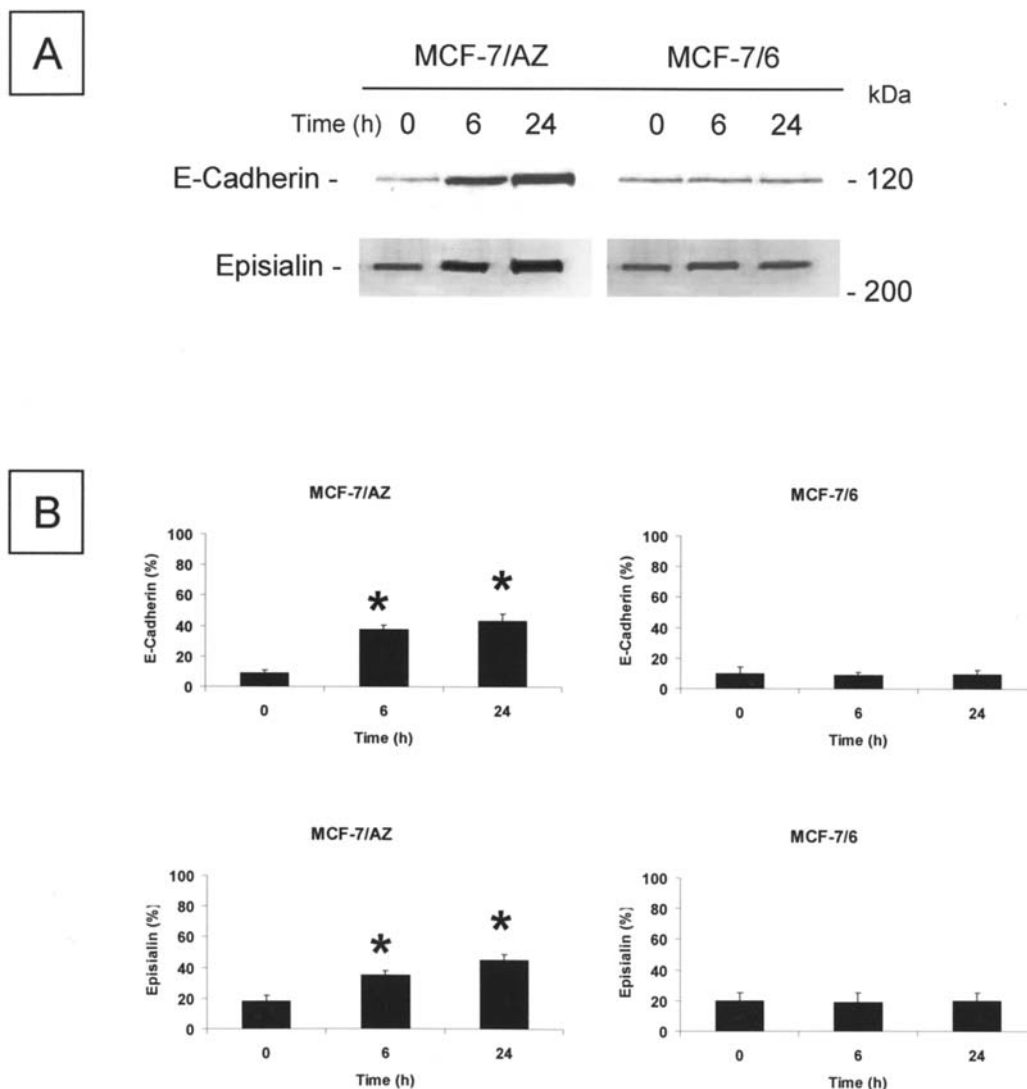 A
MCF-7/AZ MCF-7/6
kDa
Time (h) 0 6 24 0 6 24
E-Cadherin - - 120
Episialin -
- 200
B
MCF-7/AZ
E-Cadherin (%)
100
80
60
40
20
0
* *
0 6 24
Time (h)
MCF-7/6
E-Cadherin (%)
100
80
60
40
20
0
0 6 24
Time (h)
MCF-7/AZ
Episialin (%)
100
80
60
40
20
0
* *
0 6 24
Time (h)
MCF-7/6
Episialin (%)
100
80
60
40
20
0
0 6 24
Time (h)